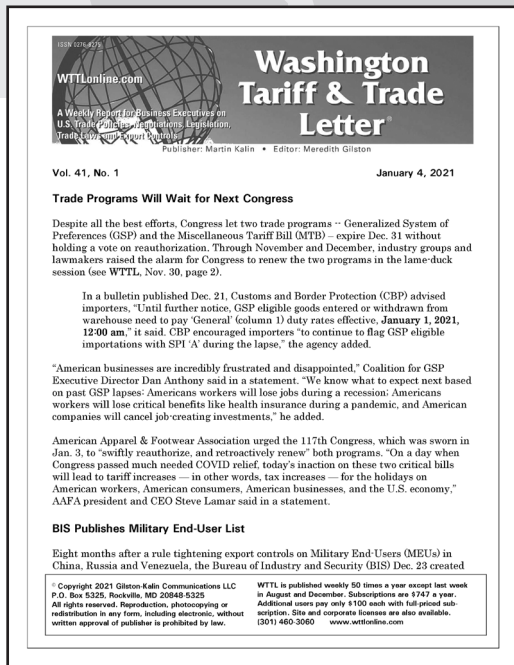 ISSN 0276-8275
WTTLonline.com
Washington
Tariff & Trade
Letter®
A Weekly Report for Business Executives on
U.S. Trade Policies, Negotiations, Legislation,
Trade Laws and Export Controls
Publisher: Martin Kalin • Editor: Meredith Gilston
Vol. 41, No. 1 January 4, 2021
Trade Programs Will Wait for Next Congress
Despite all the best efforts, Congress let two trade programs -- Generalized System of
Preferences (GSP) and the Miscellaneous Tariff Bill (MTB) – expire Dec. 31 without
holding a vote on reauthorization. Through November and December, industry groups and
lawmakers raised the alarm for Congress to renew the two programs in the lame-duck
session (see WTTL, Nov. 30, page 2).
In a bulletin published Dec. 21, Customs and Border Protection (CBP) advised
importers, “Until further notice, GSP eligible goods entered or withdrawn from
warehouse need to pay ‘General’ (column 1) duty rates effective, January 1, 2021,
12:00 am,” it said. CBP encouraged importers “to continue to flag GSP eligible
importations with SPI ‘A’ during the lapse,” the agency added.
“American businesses are incredibly frustrated and disappointed,” Coalition for GSP
Executive Director Dan Anthony said in a statement. “We know what to expect next based
on past GSP lapses: Americans workers will lose jobs during a recession; Americans
workers will lose critical benefits like health insurance during a pandemic, and American
companies will cancel job-creating investments,” he added.
American Apparel & Footwear Association urged the 117th Congress, which was sworn in
Jan. 3, to “swiftly reauthorize, and retroactively renew” both programs. “On a day when
Congress passed much needed COVID relief, today’s inaction on these two critical bills
will lead to tariff increases — in other words, tax increases — for the holidays on
American workers, American consumers, American businesses, and the U.S. economy,”
AAFA president and CEO Steve Lamar said in a statement.
BIS Publishes Military End-User List
Eight months after a rule tightening export controls on Military End-Users (MEUs) in
China, Russia and Venezuela, the Bureau of Industry and Security (BIS) Dec. 23 created
© Copyright 2021 Gilston-Kalin Communications LLC
P.O. Box 5325, Rockville, MD 20848-5325
All rights reserved. Reproduction, photocopying or
redistribution in any form, including electronic, without
written approval of publisher is prohibited by law.
WTTL is published weekly 50 times a year except last week
in August and December. Subscriptions are $747 a year.
Additional users pay only $100 each with full-priced sub-
scription. Site and corporate licenses are also available.
(301) 460-3060 www.wttlonline.com